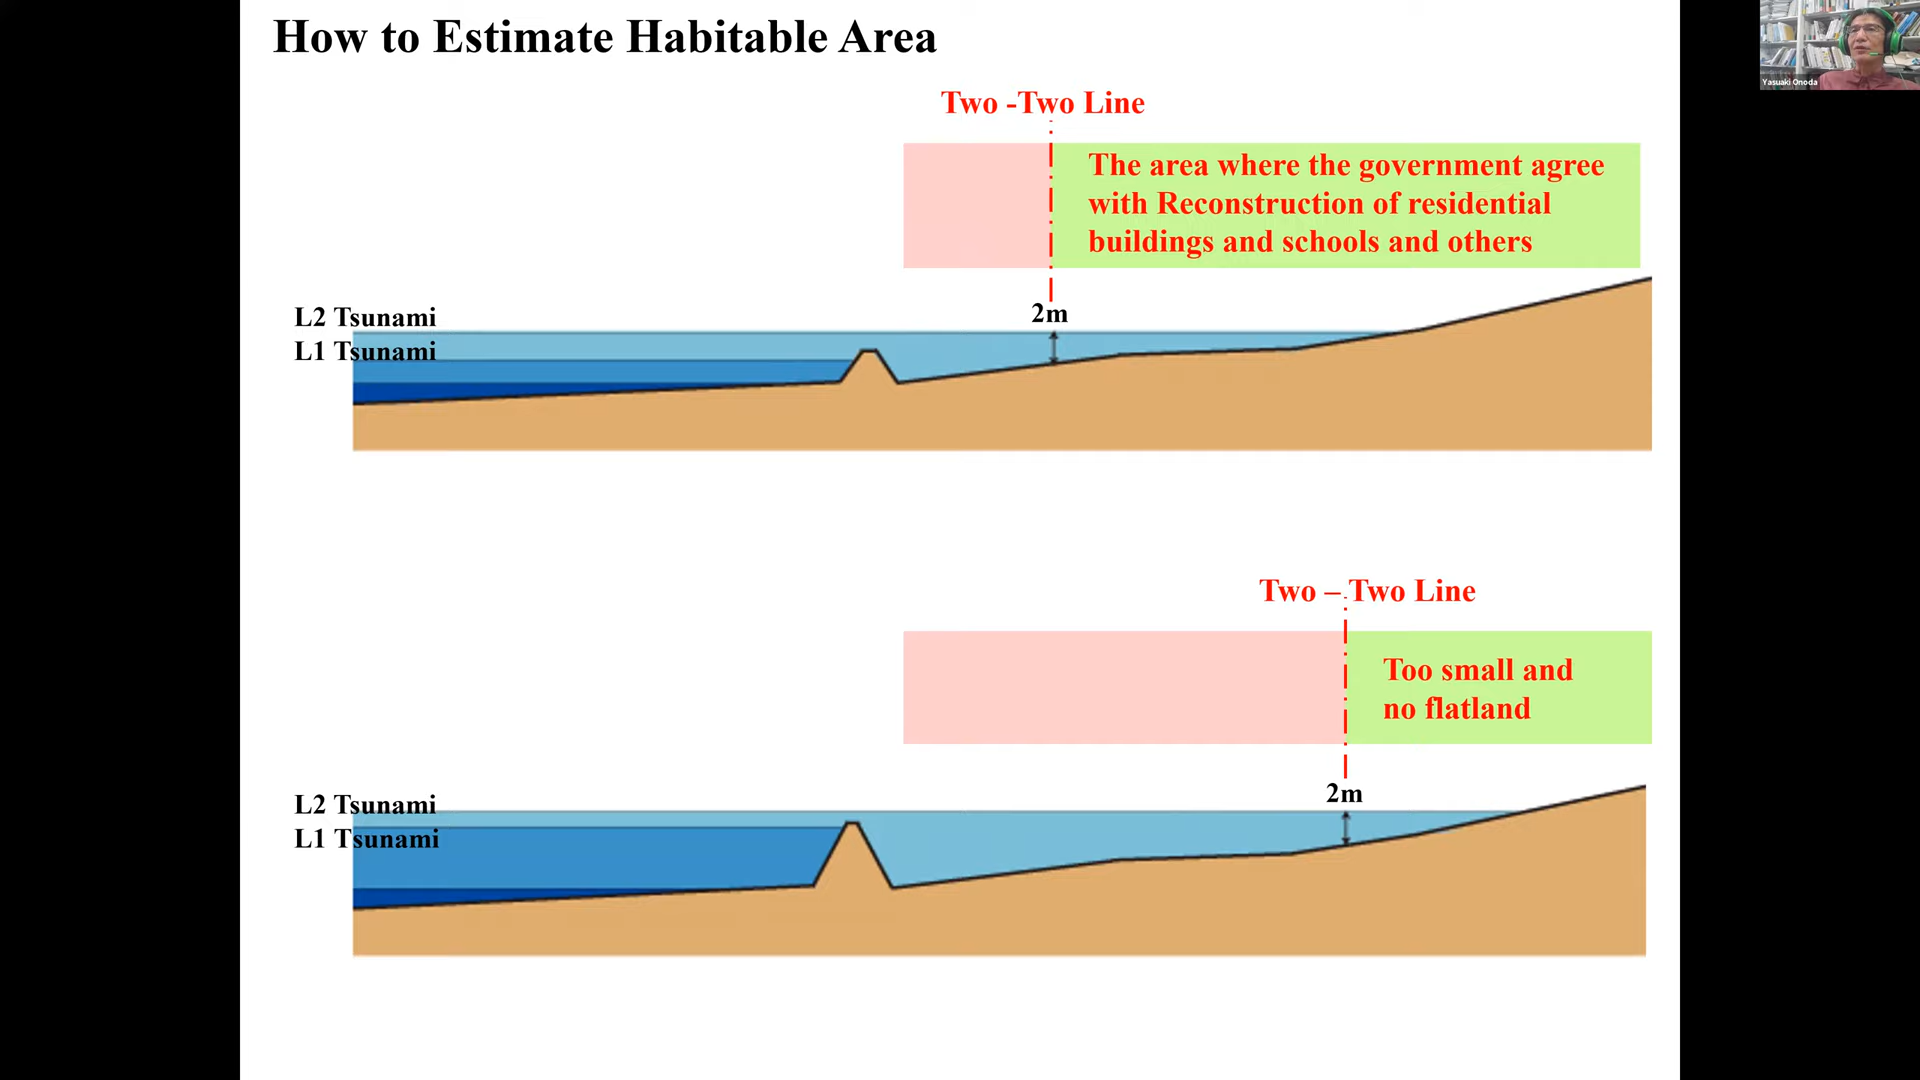 How to Estimate Habitable Area
Yasuaki Onoda
Two -Two Line
The area where the government agree
with Reconstruction of residential
buildings and schools and others
2m
L2 Tsunami
L1 Tsunami
Two – Two Line
Too small and
no flatland
2m
L2 Tsunami
L1 Tsunami